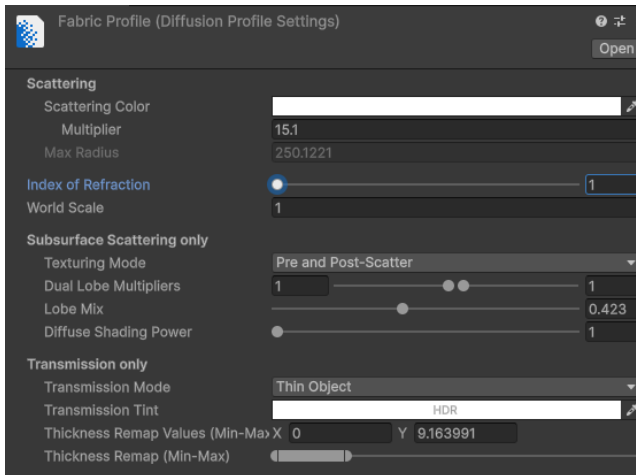 Fabric Profile (Diffusion Profile Settings)
Open
Scattering
Scattering Color
Multiplier 15.1
Max Radius 250.1221
Index of Refraction 1
World Scale 1
Subsurface Scattering only
Texturing Mode Pre and Post-Scatter
Dual Lobe Multipliers 1 1
Lobe Mix 0.423
Diffuse Shading Power 1
Transmission only
Transmission Mode Thin Object
Transmission Tint HDR
Thickness Remap Values (Min-Max X 0 Y 9.163991
Thickness Remap (Min-Max)